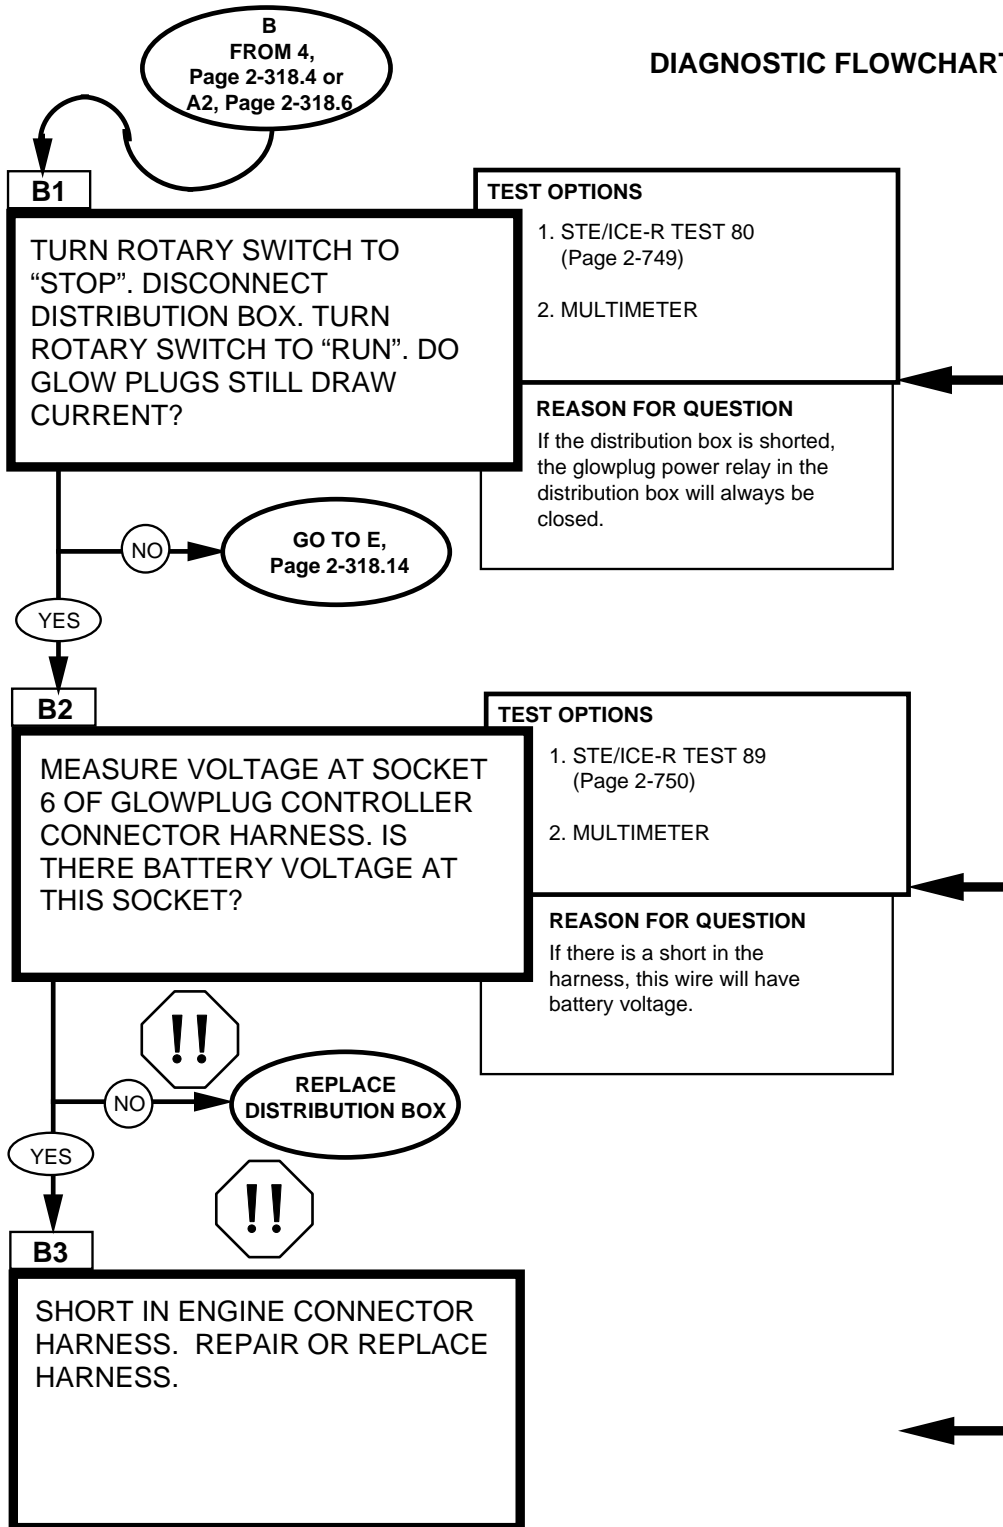 B
FROM 4,
Page 2-318.4 or
A2, Page 2-318.6
DIAGNOSTIC FLOWCHART
B1
TURN ROTARY SWITCH TO
“STOP”. DISCONNECT
DISTRIBUTION BOX. TURN
ROTARY SWITCH TO “RUN”. DO
GLOW PLUGS STILL DRAW
CURRENT?
TEST OPTIONS
1. STE/ICE-R TEST 80
(Page 2-749)
2. MULTIMETER
REASON FOR QUESTION
If the distribution box is shorted,
the glowplug power relay in the
distribution box will always be
closed.
NO
GO TO E,
Page 2-318.14
YES
B2
MEASURE VOLTAGE AT SOCKET
6 OF GLOWPLUG CONTROLLER
CONNECTOR HARNESS. IS
THERE BATTERY VOLTAGE AT
THIS SOCKET?
TEST OPTIONS
1. STE/ICE-R TEST 89
(Page 2-750)
2. MULTIMETER
REASON FOR QUESTION
If there is a short in the
harness, this wire will have
battery voltage.
!!
NO
REPLACE
DISTRIBUTION BOX
YES
!!
B3
SHORT IN ENGINE CONNECTOR
HARNESS.  REPAIR OR REPLACE
HARNESS.